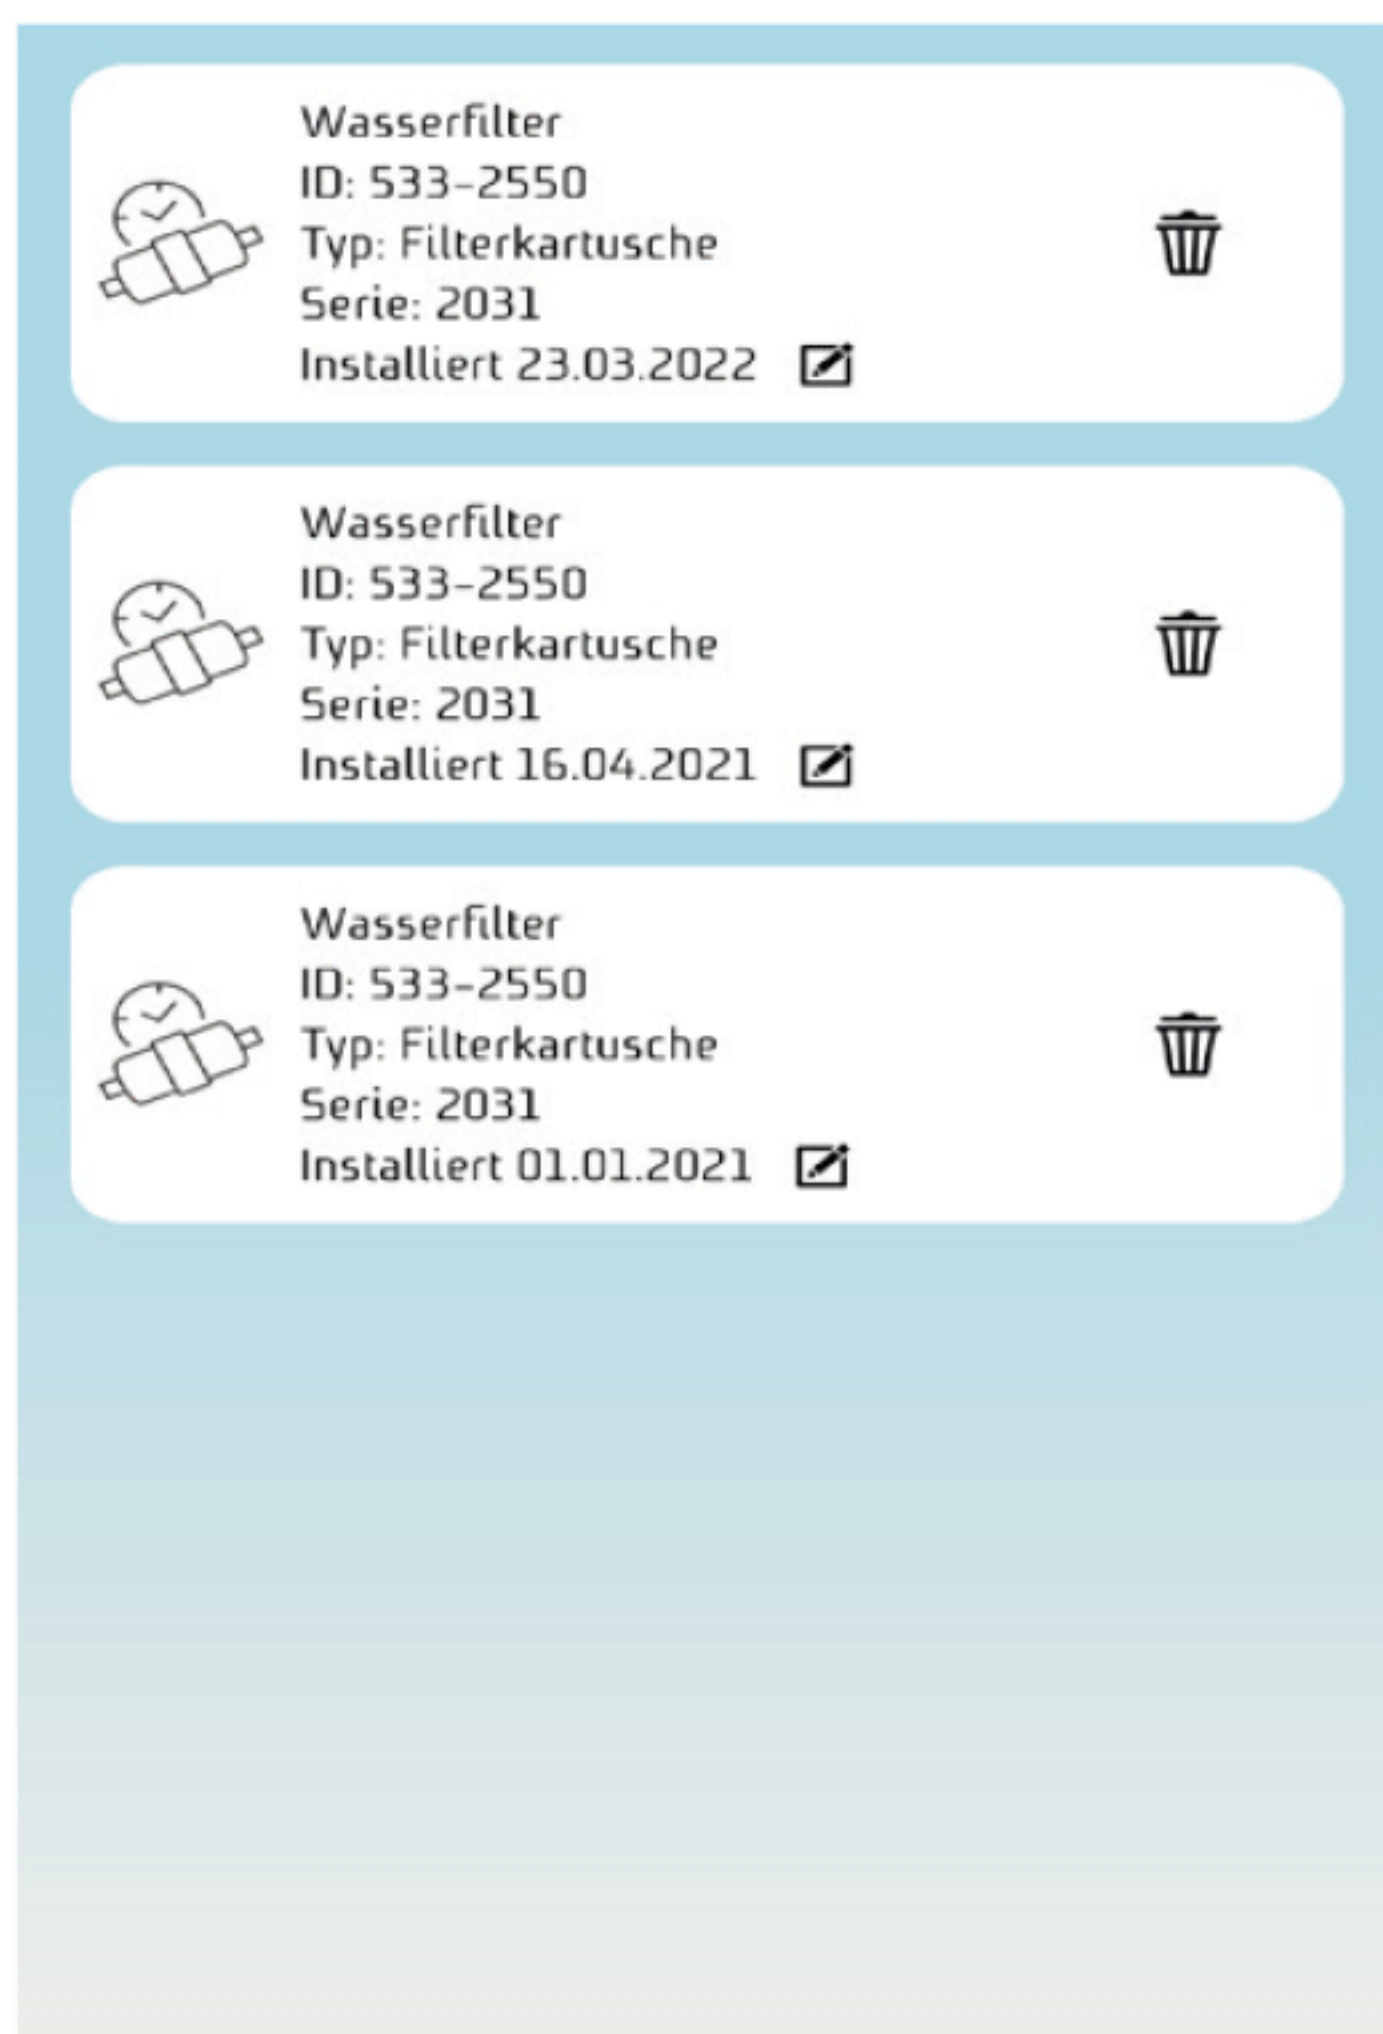 Wasserfilter
ID: 533-2550
Typ: Filterkartusche
Serie: 2031
Installiert 23.03.2022
Wasserfilter
ID: 533-2550
Typ: Filterkartusche
Serie: 2031
Installiert 16.04.2021
Wasserfilter
ID: 533-2550
Typ: Filterkartusche
Serie: 2031
Installiert 01.01.2021